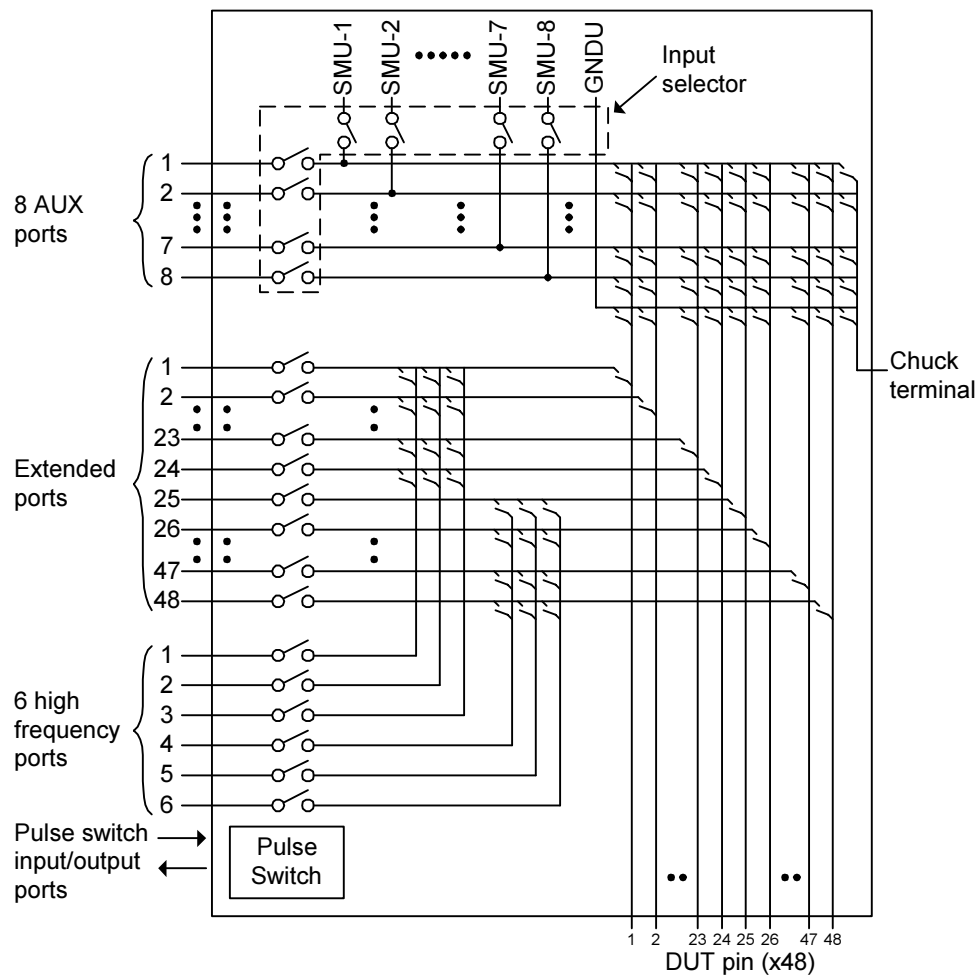 SMU-1
SMU-2
SMU-7
SMU-8
GNDU
Input
selector
8 AUX
ports
1
2
7
8
Chuck
terminal
Extended
ports
1
2
23
24
25
26
47
48
6 high
frequency
ports
1
2
3
4
5
6
Pulse switch
input/output
ports
Pulse
Switch
1 2 23 24 25 26 47 48
DUT pin (x48)